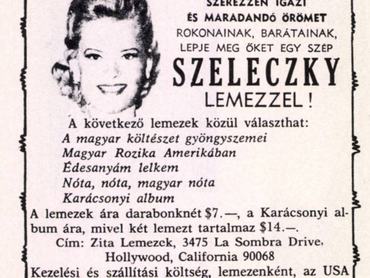 SZEREZZEN IGAZI
ÉS MARADANDÓ ÖRÖMET
ROKONAINAK, BARÁTAINAK,
LEPJE MEG ŐKET EGY SZÉP
SZELECZKY
LEMEZZEL!
A következő lemezek közül választhat:
A magyar költészet gyöngyszemei
Magyar Rozika Amerikában
Édesanyám lelkem
Nóta, nóta, magyar nóta
Karácsonyi album
A lemezek ára darabonknét $7.—, a Karácsonyi al-
bum ára, mivel két lemezt tartalmaz $14.—.
Cím: Zita Lemezek, 3475 La Sombra Drive,
Hollywood, California 90068
Kezelési és szállítási költség, lemezenként, az USA